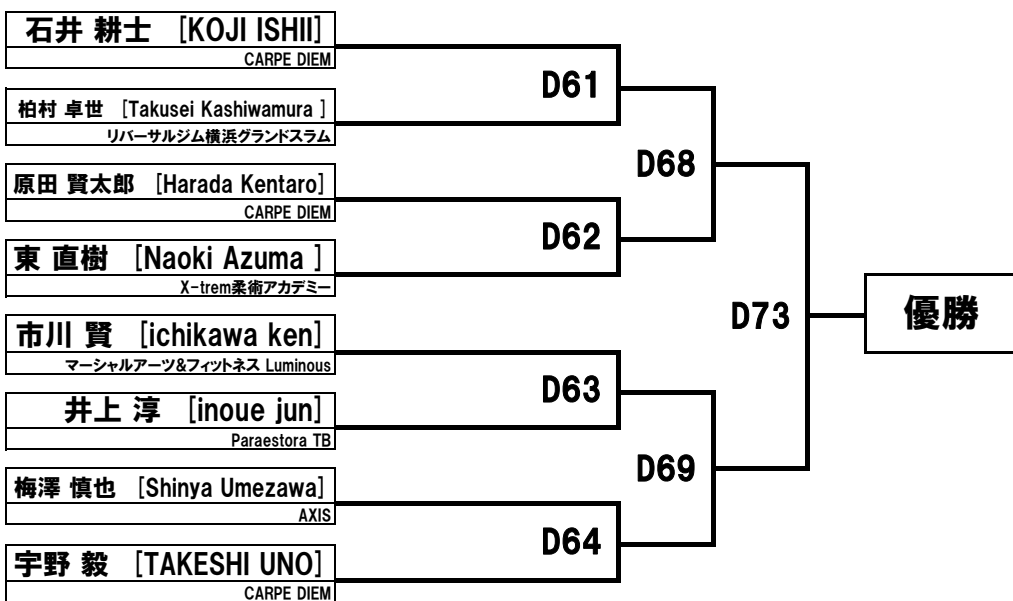 石井 耕士 [KOJI ISHII]
CARPE DIEM
柏村 卓世 [Takusei Kashiwamura ]
リバーサルジム横浜グランドスラム
原田 賢太郎 [Harada Kentaro]
CARPE DIEM
東 直樹 [Naoki Azuma ]
X-trem柔術アカデミー
市川 賢 [ichikawa ken]
マーシャルアーツ&フィットネス Luminous
井上 淳 [inoue jun]
Paraestora TB
梅澤 慎也 [Shinya Umezawa]
AXIS
宇野 毅 [TAKESHI UNO]
CARPE DIEM
D61
D62
D63
D64
D68
D69
D73
優勝